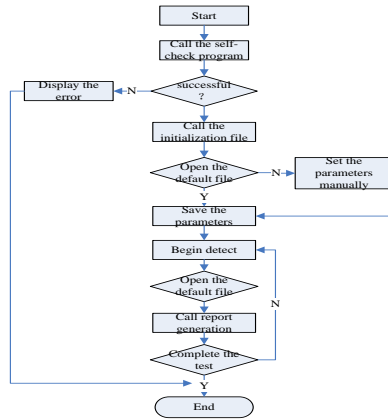 Start
Call the self-
check program
Display the
error
N
successful
?
Call the
initialization file
Open the
default file
N
Set the
parameters
manually
Y
Save the
parameters
Begin detect
Open the
default file
N
Call report
generation
Complete the
test
Y
End